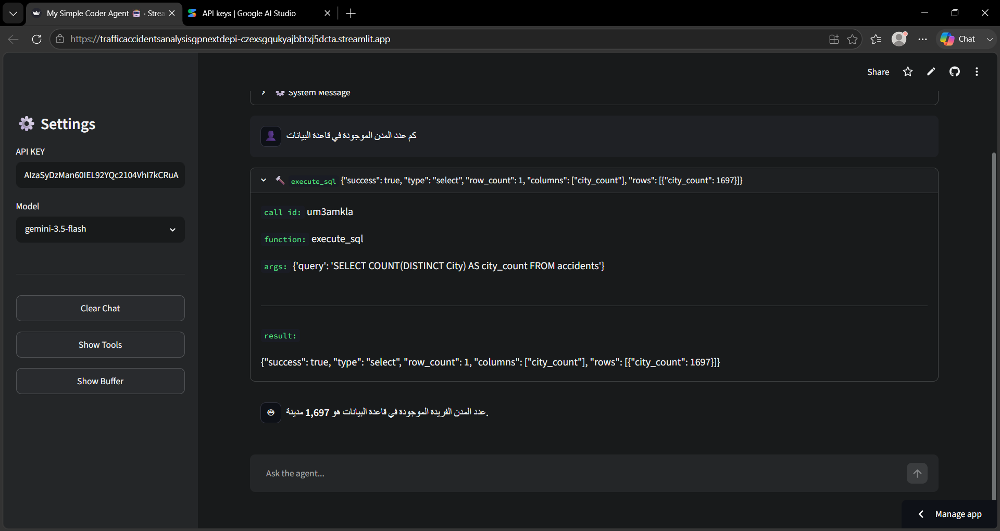 My Simple Coder Agent 🤖 · Strea
API keys | Google AI Studio
https://trafficaccidentsanalysisgpnextdepi-czexsgqukyajbbtxj5dcta.streamlit.app
Chat
Share
System Message
Settings
API KEY
Model
gemini-3.5-flash
Clear Chat
Show Tools
Show Buffer
كم عدد المدن الموجودة في قاعدة البيانات
execute_sql {"success": true, "type": "select", "row_count": 1, "columns": ["city_count"], "rows": [{"city_count": 1697}]}
call id: um3amkla
function: execute_sql
args: {'query': 'SELECT COUNT(DISTINCT City) AS city_count FROM accidents'}
result:
{"success": true, "type": "select", "row_count": 1, "columns": ["city_count"], "rows": [{"city_count": 1697}]}
عدد المدن الفريدة الموجودة في قاعدة البيانات هو 1,697 مدينة.
Ask the agent...
Manage app